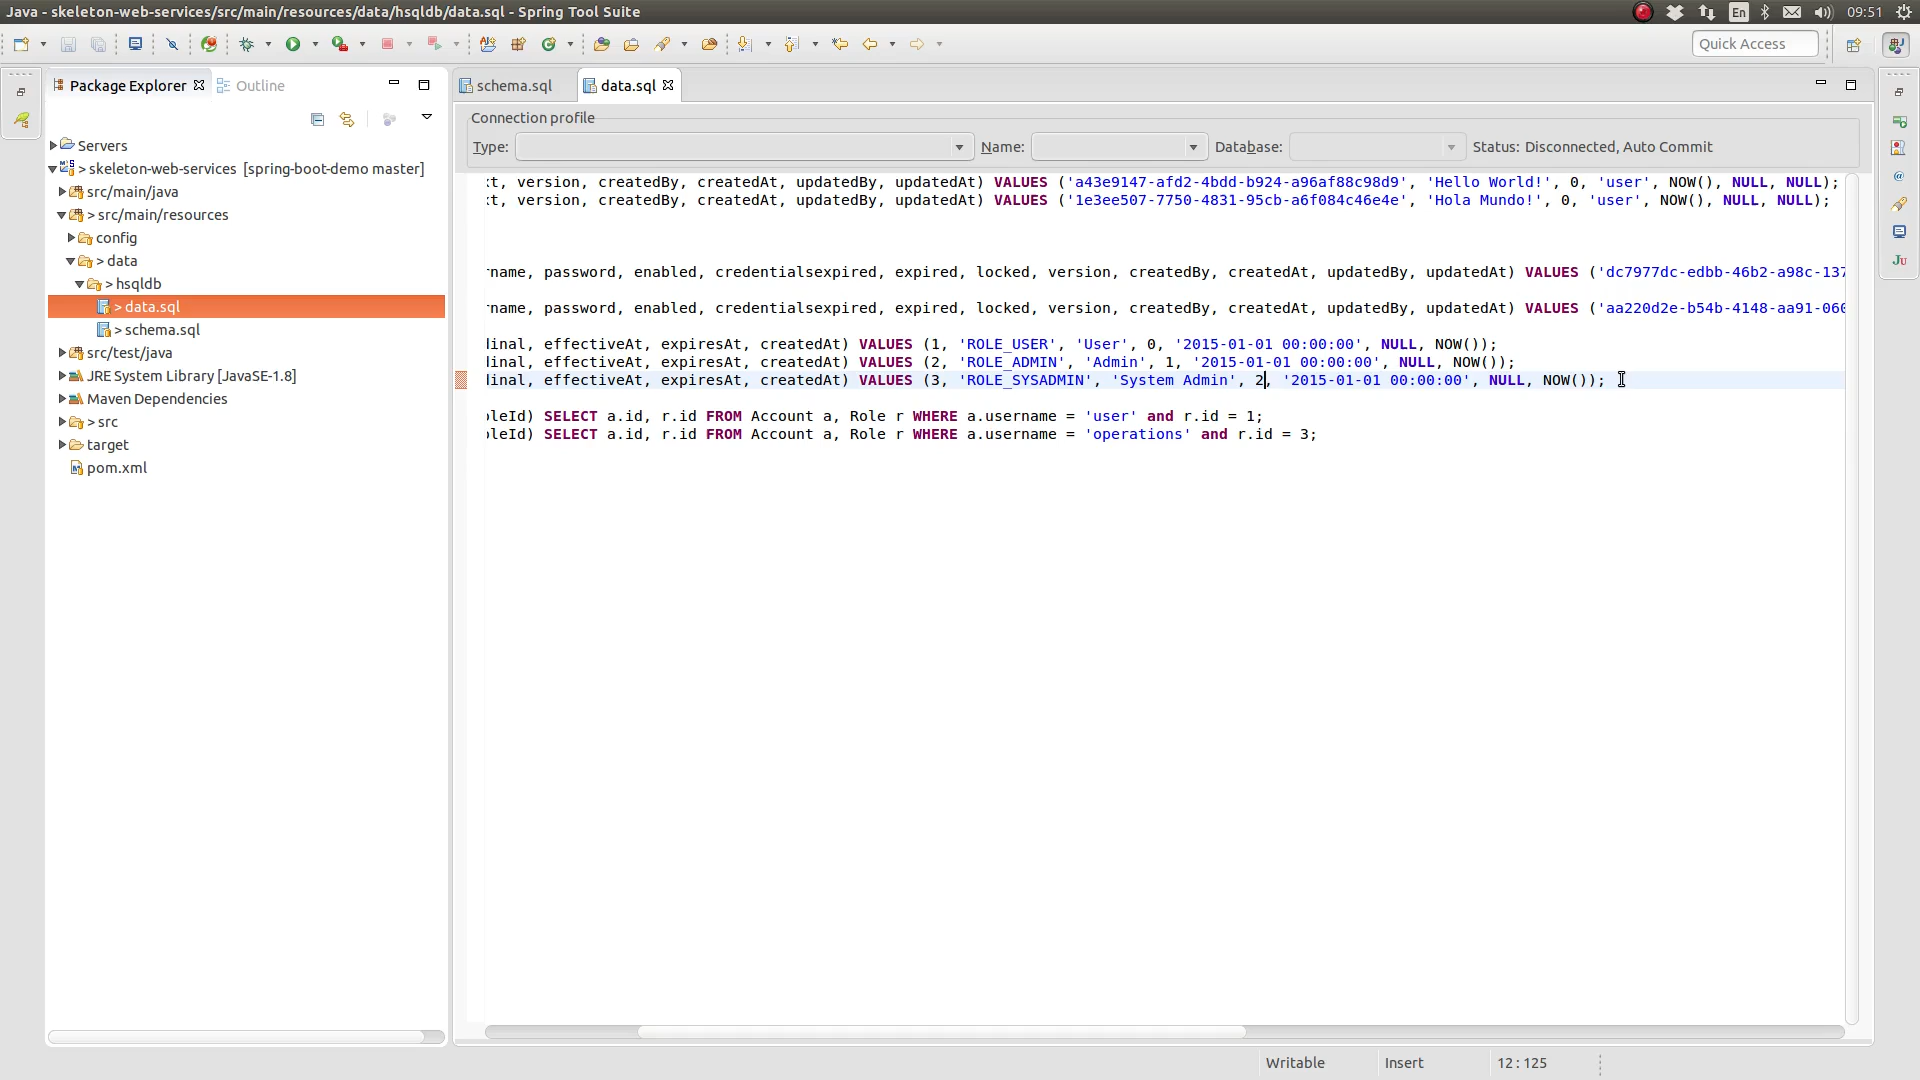 Java - skeleton-web-services/src/main/resources/data/hsqldb/data.sql - Spring Tool Suite
En
09:51
Quick Access
Package Explorer
Outline
Servers
> skeleton-web-services [spring-boot-demo master]
src/main/java
> src/main/resources
config
> data
> hsqldb
> data.sql
> schema.sql
src/test/java
JRE System Library [JavaSE-1.8]
Maven Dependencies
> src
target
pom.xml
schema.sql
data.sql
Connection profile
Type: Name: Database: Status: Disconnected, Auto Commit
xt, version, createdBy, createdAt, updatedBy, updatedAt) VALUES ('a43e9147-afd2-4bdd-b924-a96af88c98d9', 'Hello World!', 0, 'user', NOW(), NULL, NULL);
xt, version, createdBy, createdAt, updatedBy, updatedAt) VALUES ('1e3ee507-7750-4831-95cb-a6f084c46e4e', 'Hola Mundo!', 0, 'user', NOW(), NULL, NULL);
rname, password, enabled, credentialsexpired, expired, locked, version, createdBy, createdAt, updatedBy, updatedAt) VALUES ('dc7977dc-edbb-46b2-a98c-137
rname, password, enabled, credentialsexpired, expired, locked, version, createdBy, createdAt, updatedBy, updatedAt) VALUES ('aa220d2e-b54b-4148-aa91-060
dinal, effectiveAt, expiresAt, createdAt) VALUES (1, 'ROLE_USER', 'User', 0, '2015-01-01 00:00:00', NULL, NOW());
dinal, effectiveAt, expiresAt, createdAt) VALUES (2, 'ROLE_ADMIN', 'Admin', 1, '2015-01-01 00:00:00', NULL, NOW());
dinal, effectiveAt, expiresAt, createdAt) VALUES (3, 'ROLE_SYSADMIN', 'System Admin', 2, '2015-01-01 00:00:00', NULL, NOW());
oleId) SELECT a.id, r.id FROM Account a, Role r WHERE a.username = 'user' and r.id = 1;
oleId) SELECT a.id, r.id FROM Account a, Role r WHERE a.username = 'operations' and r.id = 3;
Writable
Insert
12 : 125